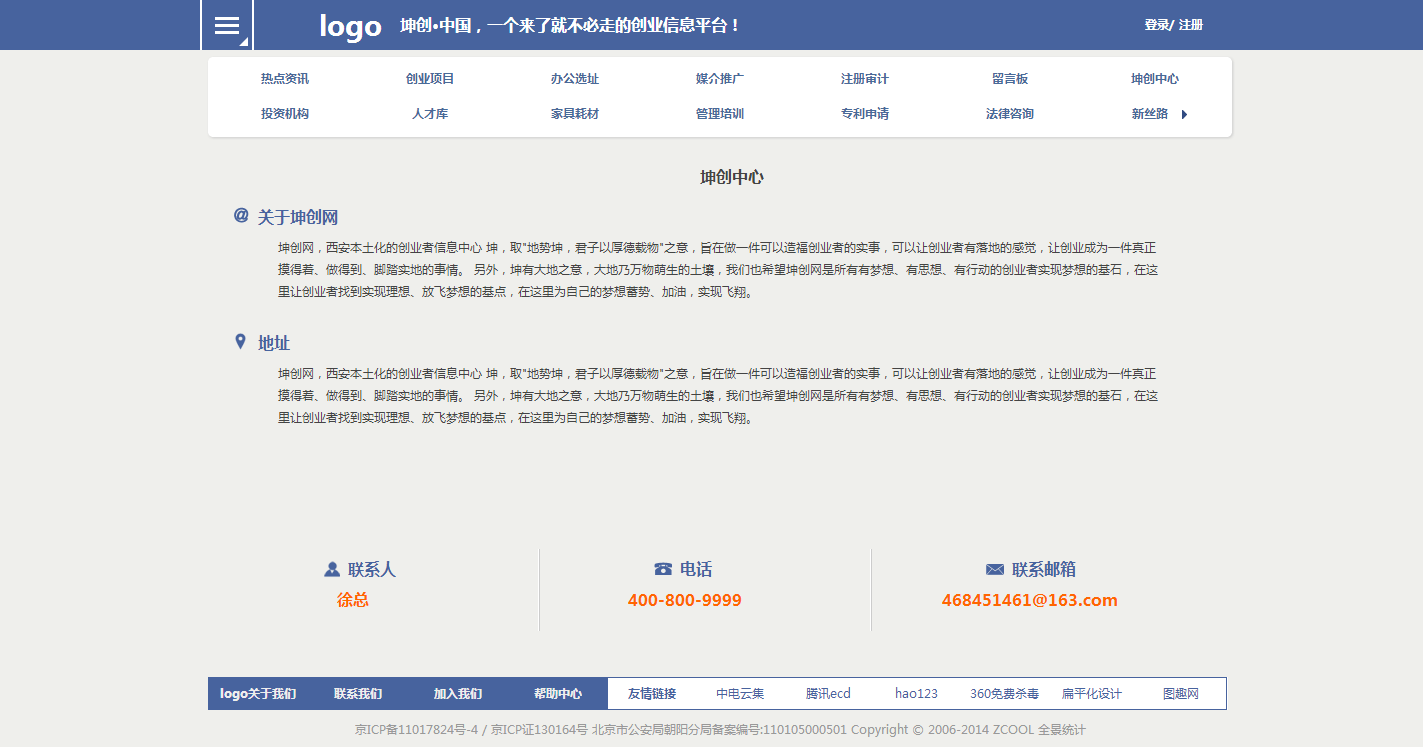 logo 坤创•中国，一个来了就不必走的创业信息平台！ 登录/ 注册
热点资讯 创业项目 办公选址 媒介推广 注册审计 留言板 坤创中心
投资机构 人才库 家具耗材 管理培训 专利申请 法律咨询 新丝路
坤创中心
@ 关于坤创网
坤创网，西安本土化的创业者信息中心 坤，取"地势坤，君子以厚德载物"之意，旨在做一件可以造福创业者的实事，可以让创业者有落地的感觉，让创业成为一件真正
摸得着、做得到、脚踏实地的事情。 另外，坤有大地之意，大地乃万物萌生的土壤，我们也希望坤创网是所有有梦想、有思想、有行动的创业者实现梦想的基石，在这
里让创业者找到实现理想、放飞梦想的基点，在这里为自己的梦想蓄势、加油，实现飞翔。
地址
坤创网，西安本土化的创业者信息中心 坤，取"地势坤，君子以厚德载物"之意，旨在做一件可以造福创业者的实事，可以让创业者有落地的感觉，让创业成为一件真正
摸得着、做得到、脚踏实地的事情。 另外，坤有大地之意，大地乃万物萌生的土壤，我们也希望坤创网是所有有梦想、有思想、有行动的创业者实现梦想的基石，在这
里让创业者找到实现理想、放飞梦想的基点，在这里为自己的梦想蓄势、加油，实现飞翔。
联系人 电话 联系邮箱
徐总 400-800-9999 468451461@163.com
logo关于我们 联系我们 加入我们 帮助中心 友情链接 中电云集 腾讯ecd hao123 360免费杀毒 扁平化设计 图趣网
京ICP备11017824号-4 / 京ICP证130164号 北京市公安局朝阳分局备案编号:110105000501 Copyright © 2006-2014 ZCOOL 全景统计